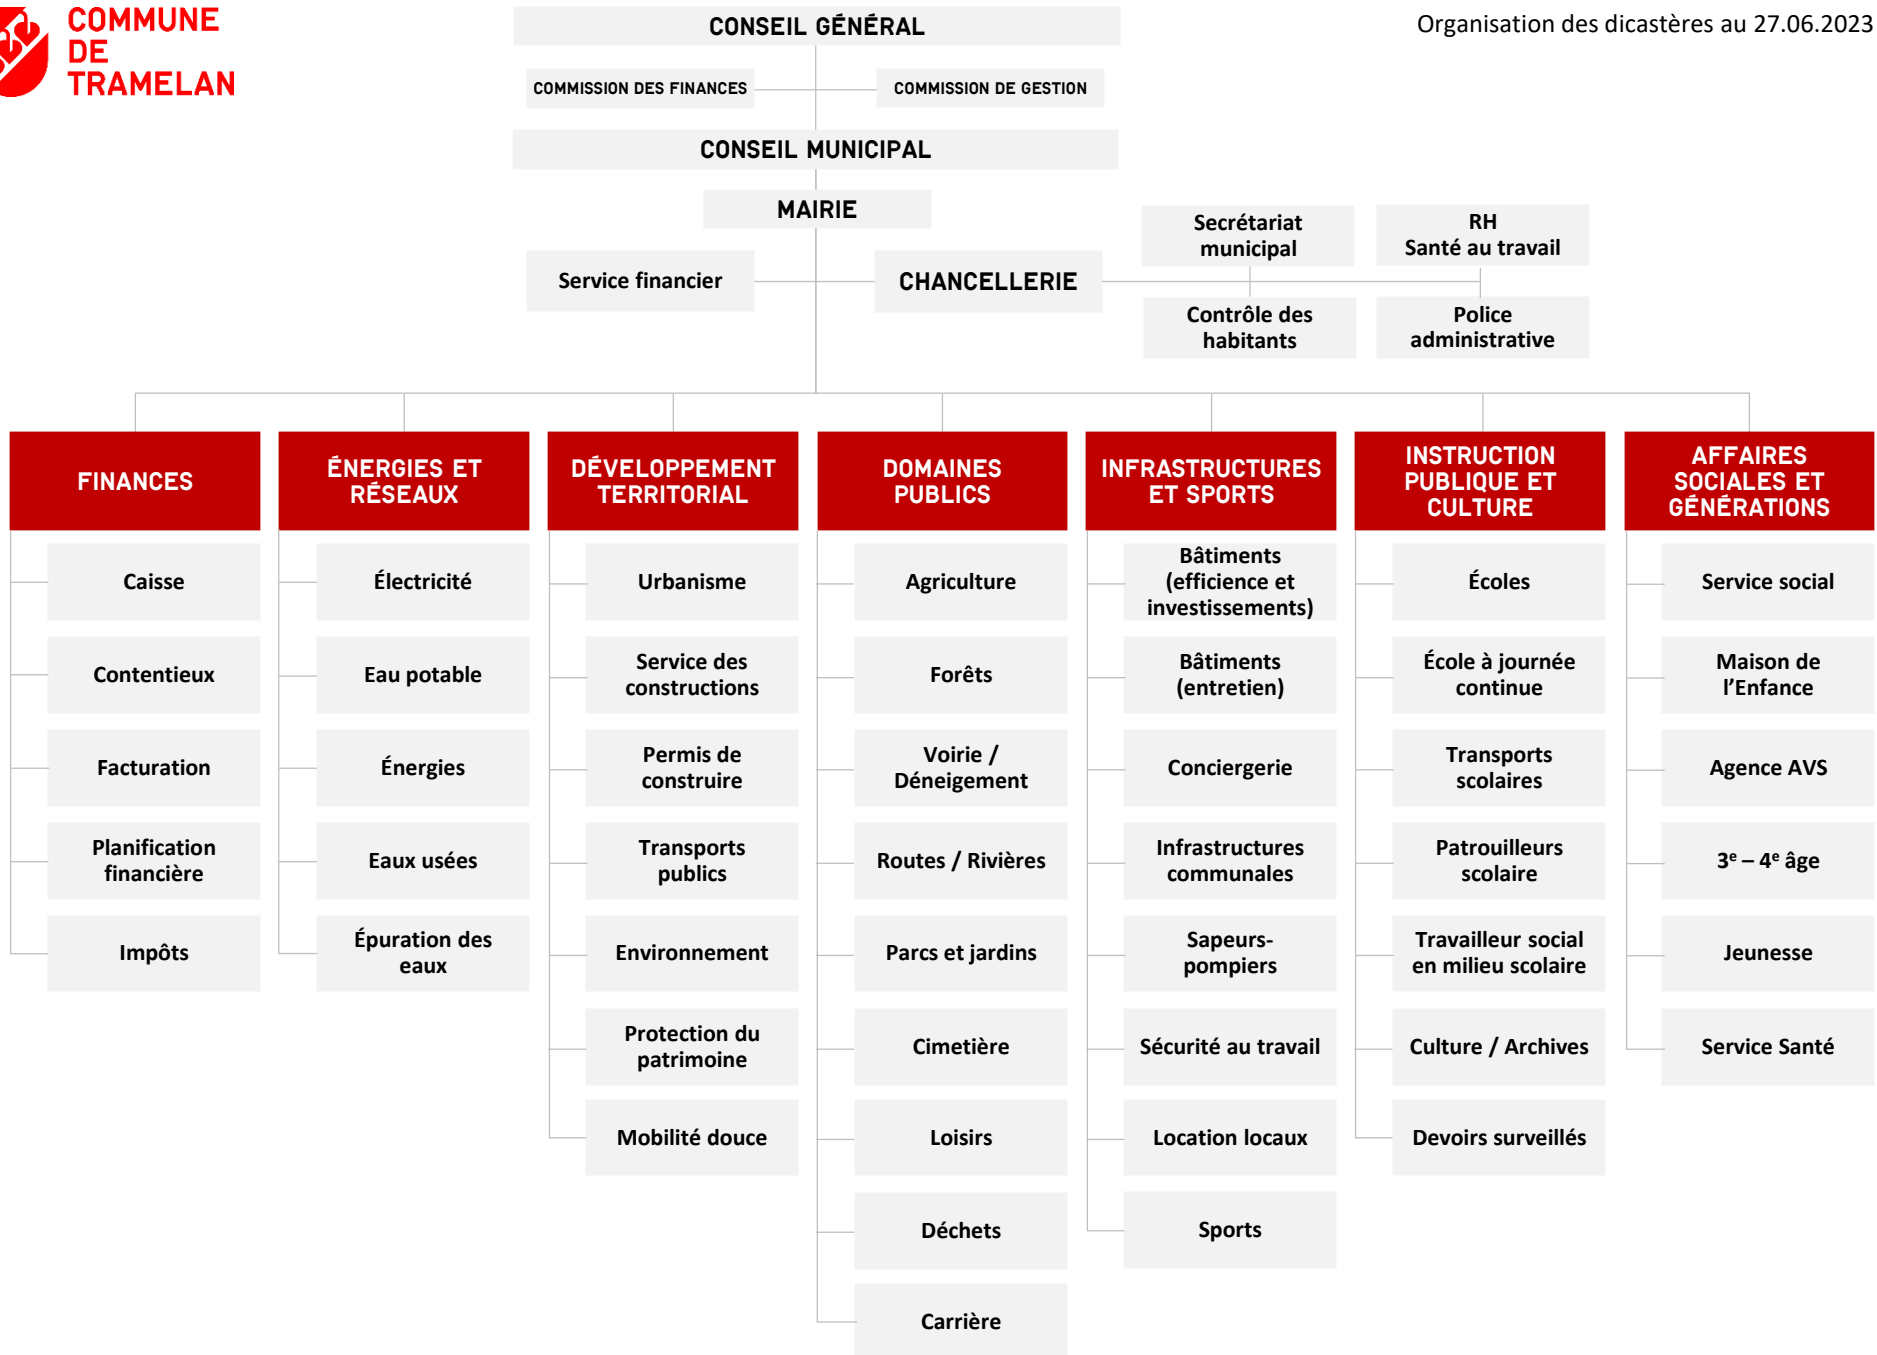 COMMUNE
DE
TRAMELAN
Organisation des dicastères au 27.06.2023
CONSEIL GÉNÉRAL
COMMISSION DES FINANCES
COMMISSION DE GESTION
CONSEIL MUNICIPAL
MAIRIE
Service financier
CHANCELLERIE
Secrétariat
municipal
RH
Santé au travail
Contrôle des
habitants
Police
administrative
FINANCES
Caisse
Contentieux
Facturation
Planification
financière
Impôts
ÉNERGIES ET
RÉSEAUX
Électricité
Eau potable
Énergies
Eaux usées
Épuration des
eaux
DÉVELOPPEMENT
TERRITORIAL
Urbanisme
Service des
constructions
Permis de
construire
Transports
publics
Environnement
Protection du
patrimoine
Mobilité douce
DOMAINES
PUBLICS
Agriculture
Forêts
Voirie /
Déneigement
Routes / Rivières
Parcs et jardins
Cimetière
Loisirs
Déchets
Carrière
INFRASTRUCTURES
ET SPORTS
Bâtiments
(efficience et
investissements)
Bâtiments
(entretien)
Conciergerie
Infrastructures
communales
Sapeurs-
pompiers
Sécurité au travail
Location locaux
Sports
INSTRUCTION
PUBLIQUE ET
CULTURE
Écoles
École à journée
continue
Transports
scolaires
Patrouilleurs
scolaire
Travailleur social
en milieu scolaire
Culture / Archives
Devoirs surveillés
AFFAIRES
SOCIALES ET
GÉNÉRATIONS
Service social
Maison de
l’Enfance
Agence AVS
3ᵉ – 4ᵉ âge
Jeunesse
Service Santé